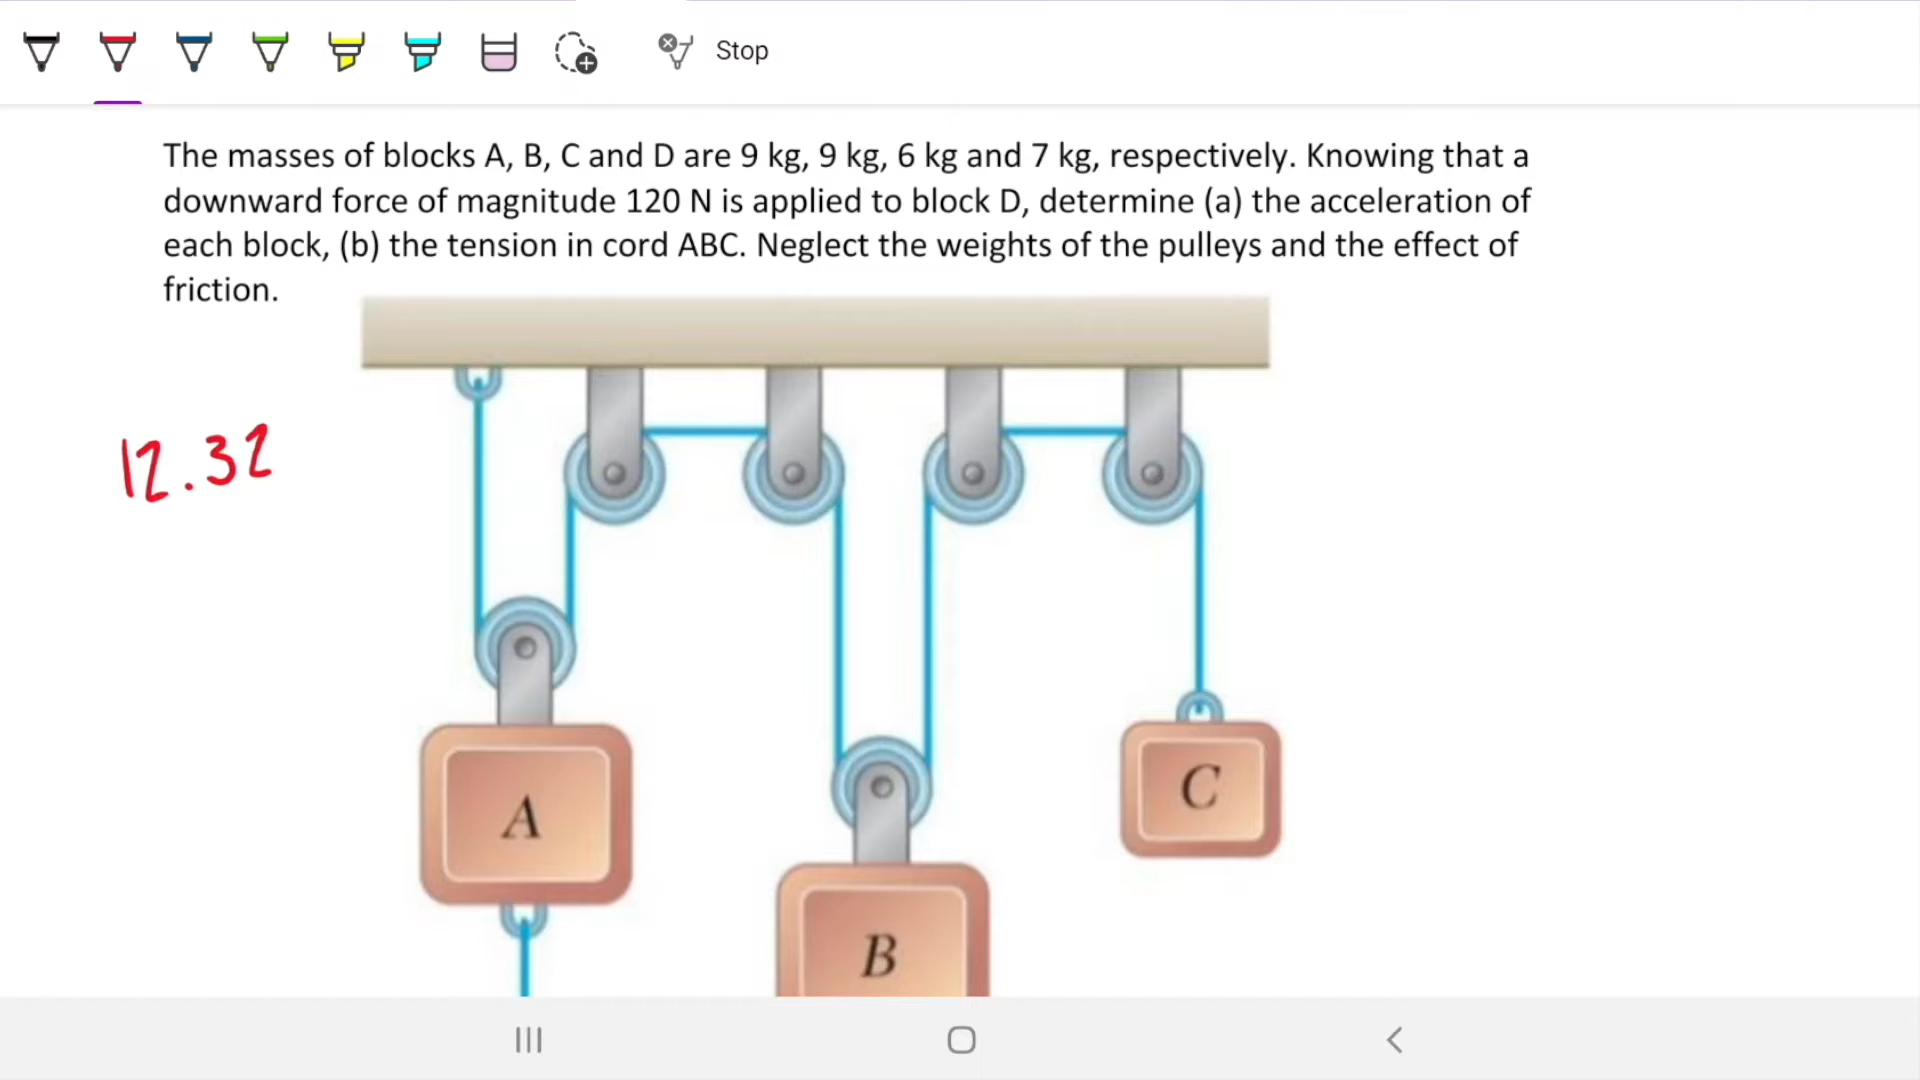 Stop
The masses of blocks A, B, C and D are 9 kg, 9 kg, 6 kg and 7 kg, respectively. Knowing that a
downward force of magnitude 120 N is applied to block D, determine (a) the acceleration of
each block, (b) the tension in cord ABC. Neglect the weights of the pulleys and the effect of
friction.
12.32
A
C
B